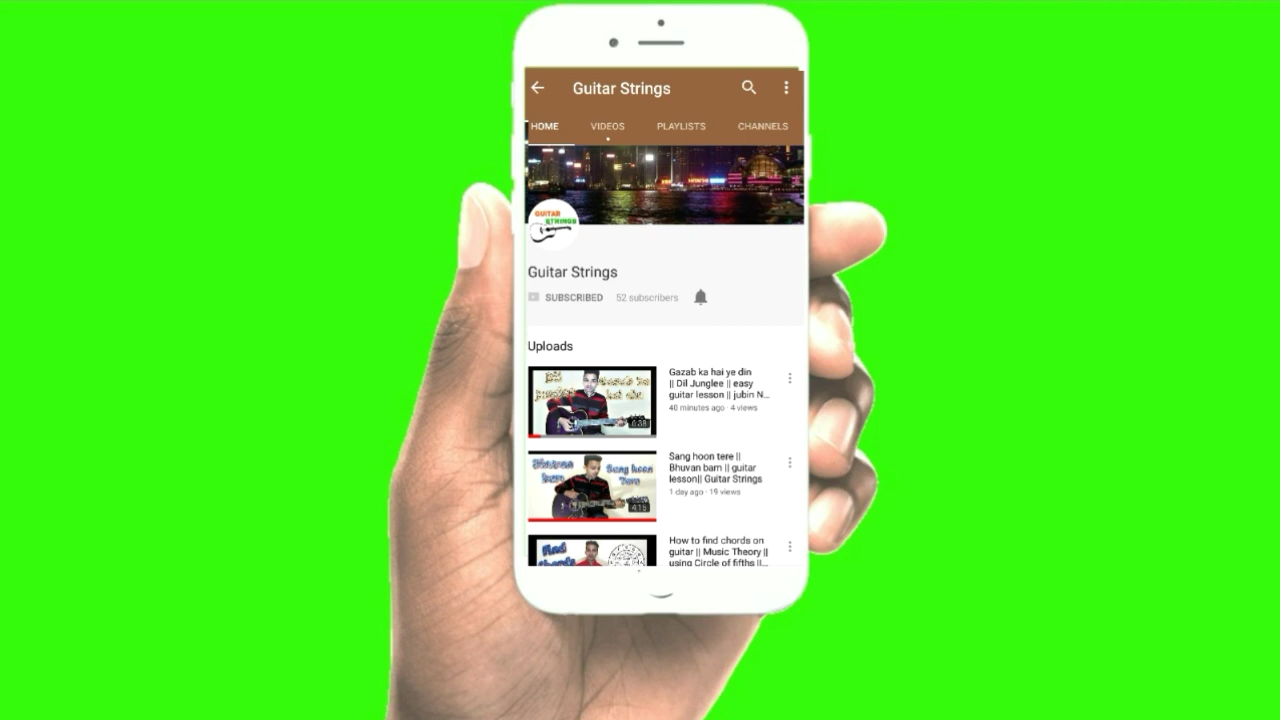 Guitar Strings
HOME VIDEOS PLAYLISTS CHANNELS
GUITAR
STRINGS
Guitar Strings
SUBSCRIBED 52 subscribers
Uploads
Gazab ka hai ye din
|| Dil Junglee || easy
guitar lesson || jubin N...
40 minutes ago · 4 views
6:38
Sang hoon tere ||
Bhuvan bam || guitar
lesson|| Guitar Strings
1 day ago · 19 views
Bhuvan
Bam
Sang hoon
Tere
4:15
How to find chords on
guitar || Music Theory ||
using Circle of fifths ||...
Find
chords